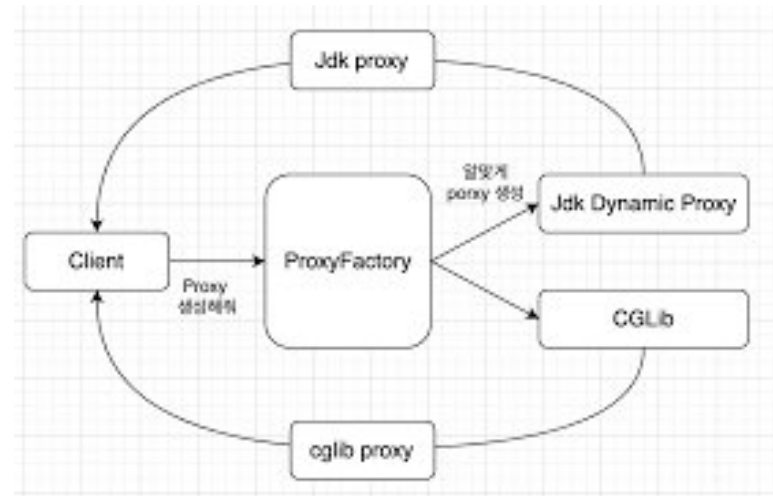 Jdk proxy
알맞게
porxy 생성
Jdk Dynamic Proxy
Client
ProxyFactory
Proxy
생성해줘
CGLib
cglib proxy